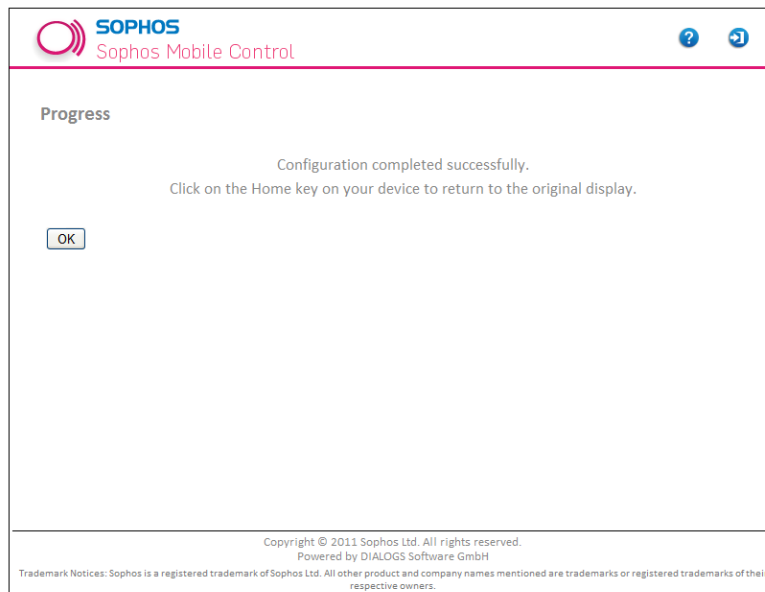 SOPHOS
Sophos Mobile Control
Progress
Configuration completed successfully.
Click on the Home key on your device to return to the original display.
OK
Copyright © 2011 Sophos Ltd. All rights reserved.
Powered by DIALOGS Software GmbH
Trademark Notices: Sophos is a registered trademark of Sophos Ltd. All other product and company names mentioned are trademarks or registered trademarks of thei
respective owners.